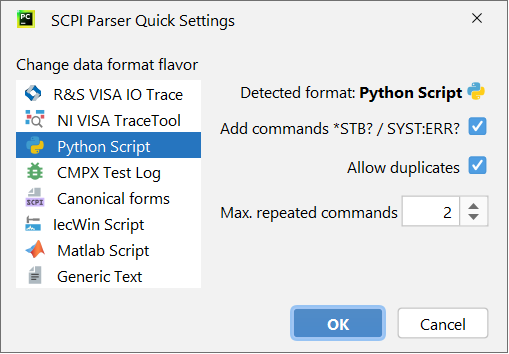 PC
SCPI Parser Quick Settings
Change data format flavor
R&S VISA IO Trace
NI VISA TraceTool
Python Script
CMPX Test Log
SCPI
Canonical forms
IecWin Script
Matlab Script
Generic Text
Detected format: Python Script
Add commands *STB? / SYST:ERR?
Allow duplicates
Max. repeated commands 2
OK
Cancel